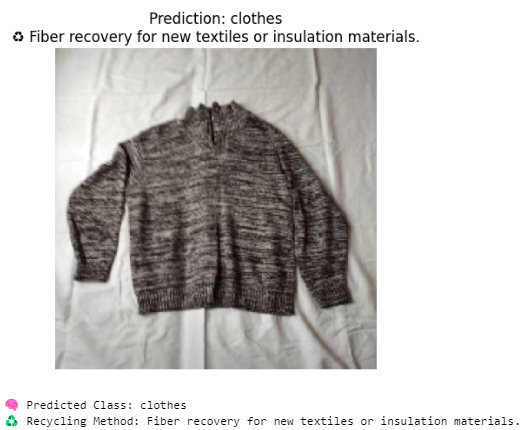 Prediction: clothes
♻ Fiber recovery for new textiles or insulation materials.
🧠 Predicted Class: clothes
♻️ Recycling Method: Fiber recovery for new textiles or insulation materials.